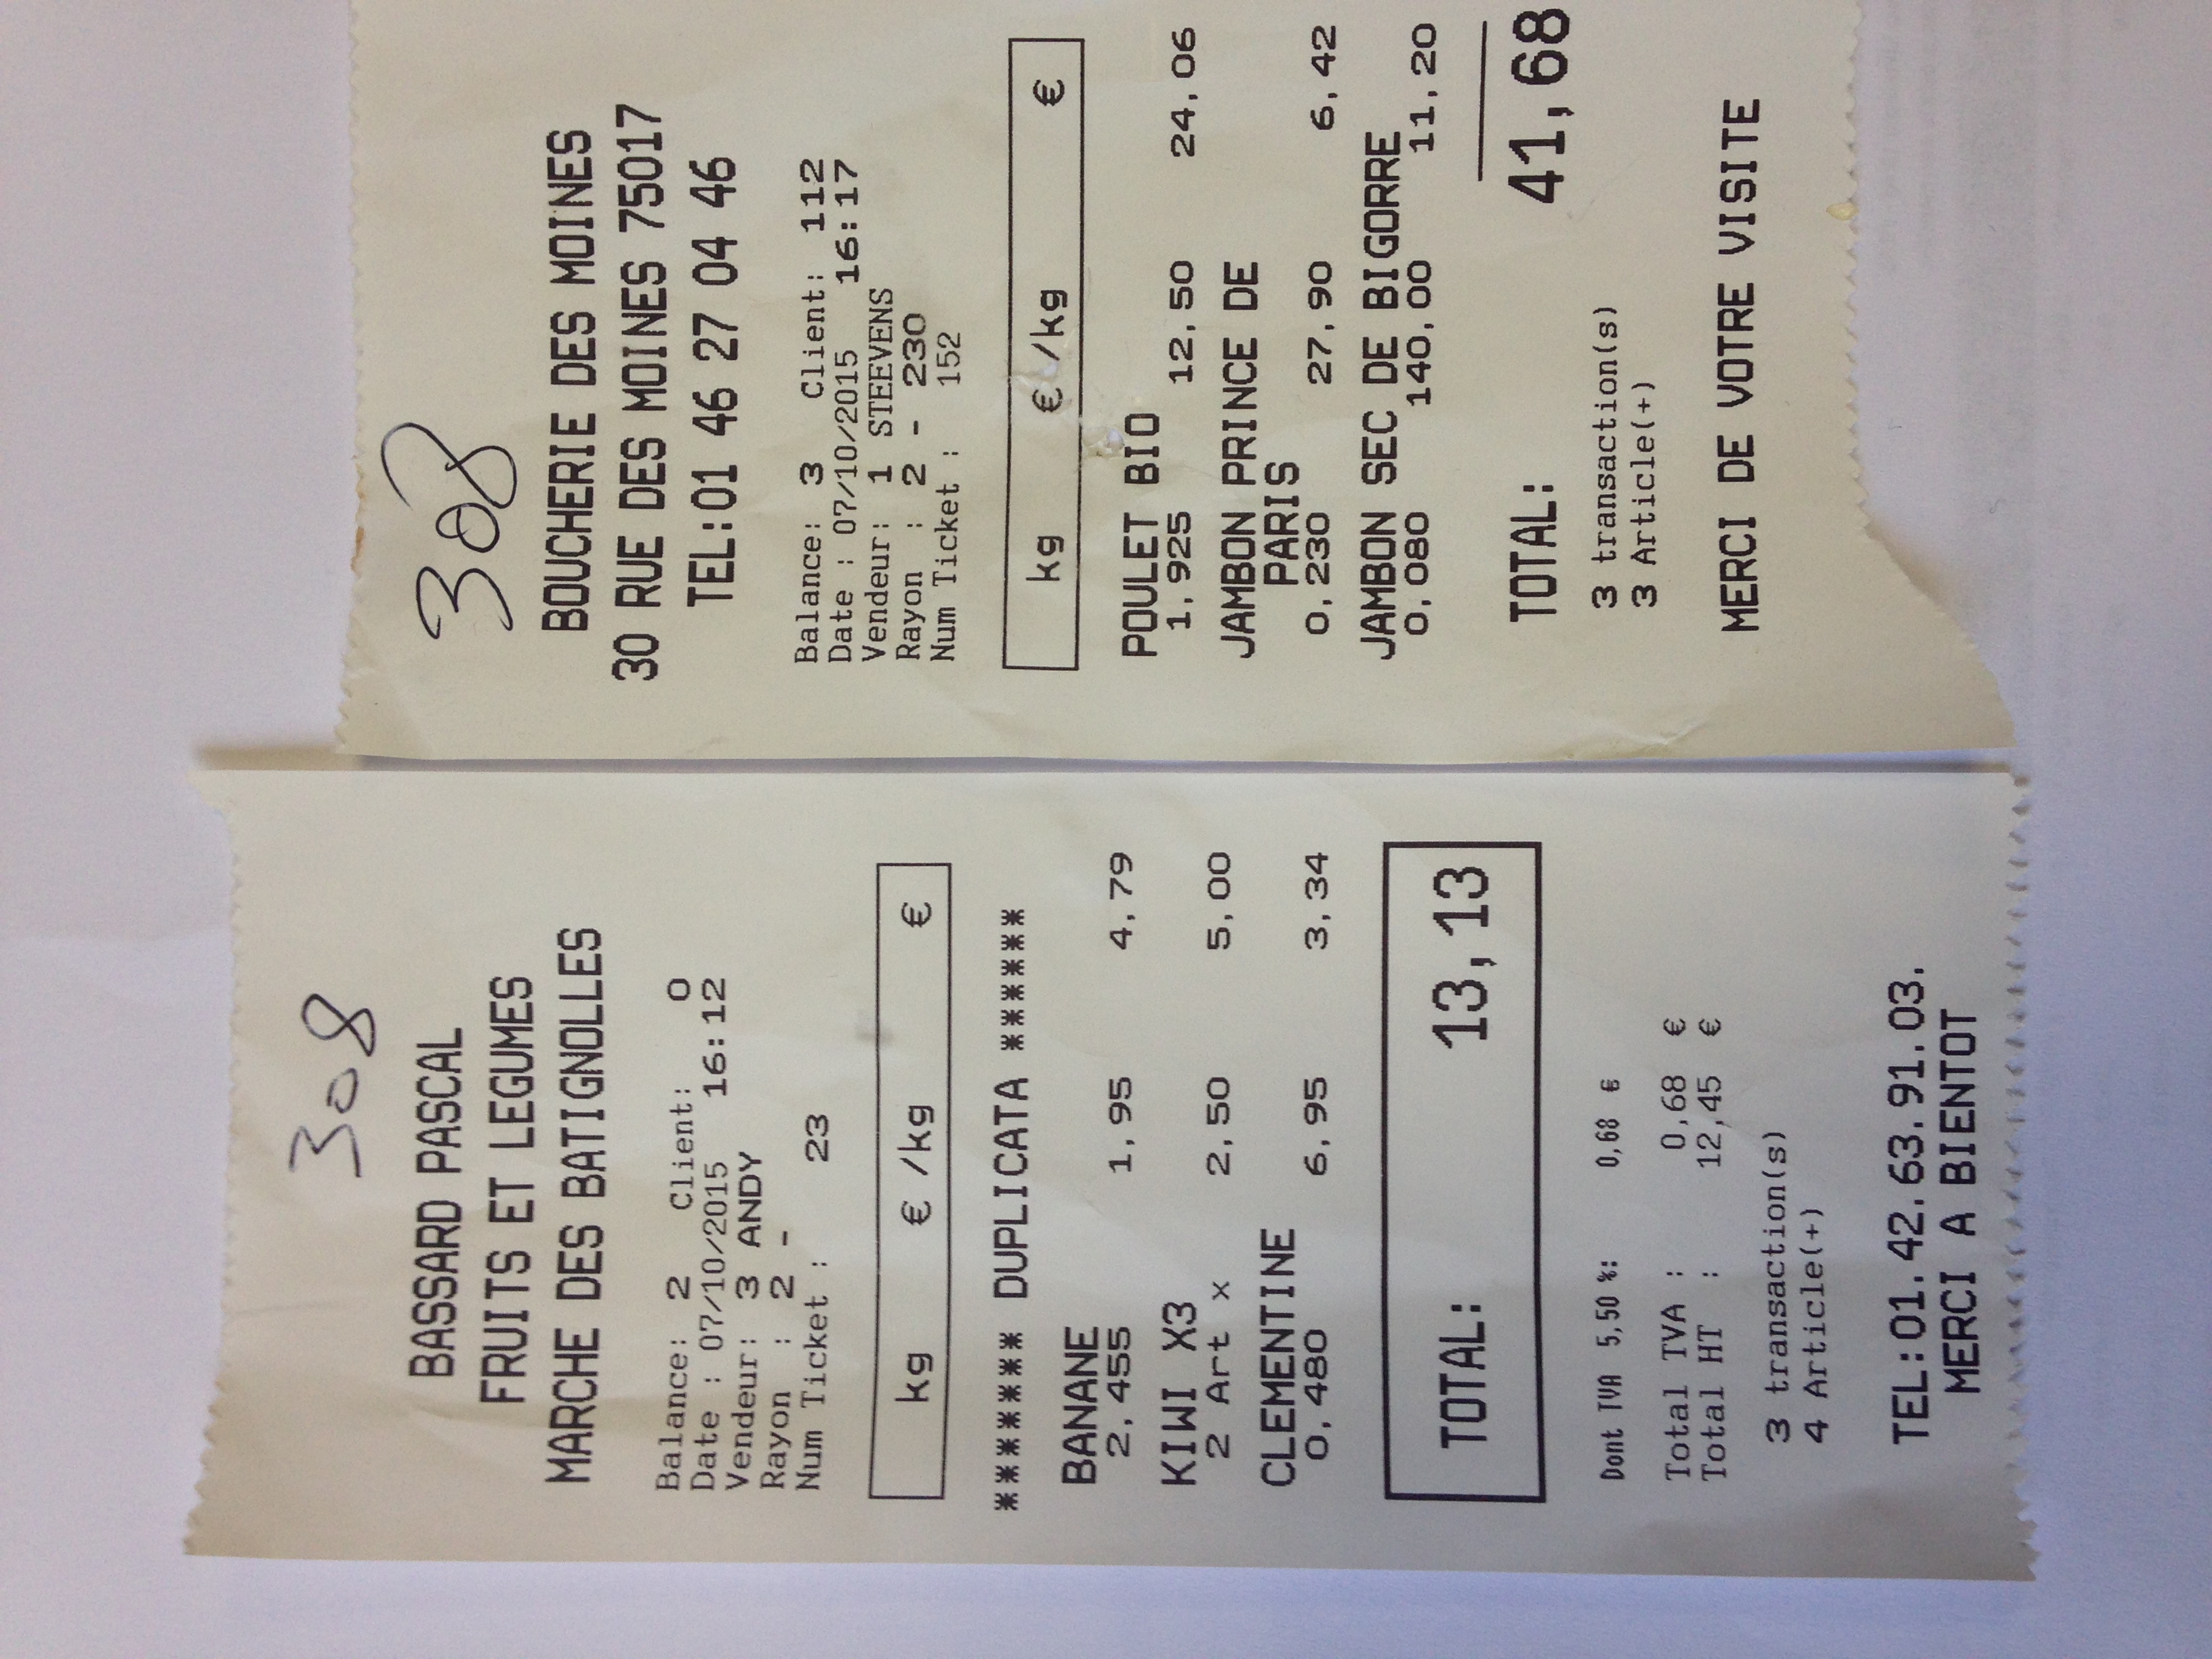 308
BASSARD PASCAL
FRUITS ET LEGUMES
MARCHE DES BATIGNOLLES
Balance: 2 Client: 0
Date : 07/10/2015 16:12
Vendeur: 3 ANDY
Rayon : 2 -
Num Ticket : 23
kg € /kg €
******* DUPLICATA ******
BANANE
2,455 1,95 4,79
KIWI X3
2 Art x 2,50 5,00
CLEMENTINE
0,480 6,95 3,34
TOTAL: 13,13
Dont TVA 5,50 %: 0,68 €
Total TVA : 0,68 €
Total HT : 12,45 €
3 transaction(s)
4 Article(+)
TEL:01.42.63.91.03.
MERCI A BIENTOT
308
BOUCHERIE DES MOINES
30 RUE DES MOINES 75017
TEL:01 46 27 04 46
Balance: 3 Client: 112
Date : 07/10/2015 16:17
Vendeur: 1 STEEVENS
Rayon : 2 - 230
Num Ticket : 152
kg € /kg €
POULET BIO
1,925 12,50 24,06
JAMBON PRINCE DE
PARIS
0,230 27,90 6,42
JAMBON SEC DE BIGORRE
0,080 140,00 11,20
TOTAL: 41,68
3 transaction(s)
3 Article(+)
MERCI DE VOTRE VISITE